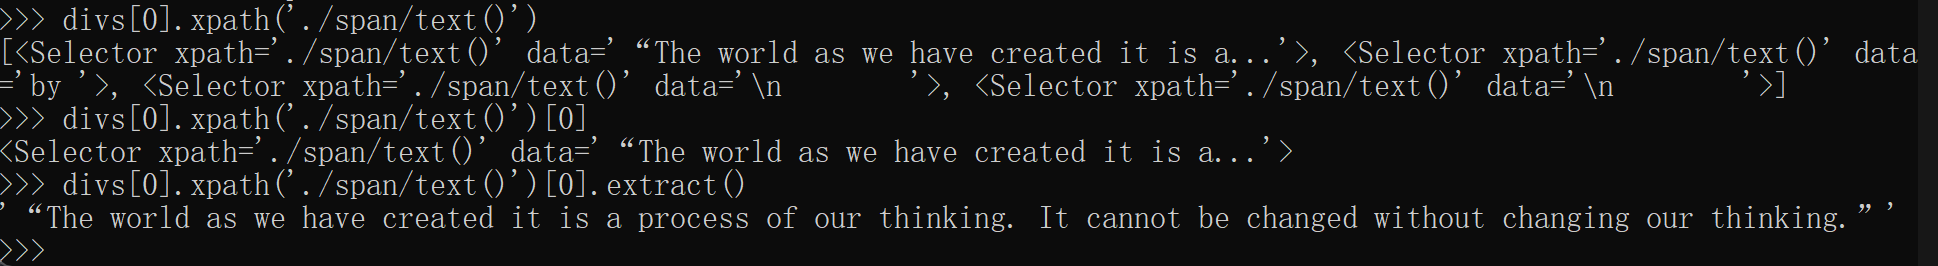 >>> divs[0].xpath('./span/text()')
[<Selector xpath='./span/text()' data='“The world as we have created it is a...'>, <Selector xpath='./span/text()' data
='by '>, <Selector xpath='./span/text()' data='\n        '>, <Selector xpath='./span/text()' data='\n        '>]
>>> divs[0].xpath('./span/text()')[0]
<Selector xpath='./span/text()' data='“The world as we have created it is a...'>
>>> divs[0].xpath('./span/text()')[0].extract()
'“The world as we have created it is a process of our thinking. It cannot be changed without changing our thinking.”'
>>>